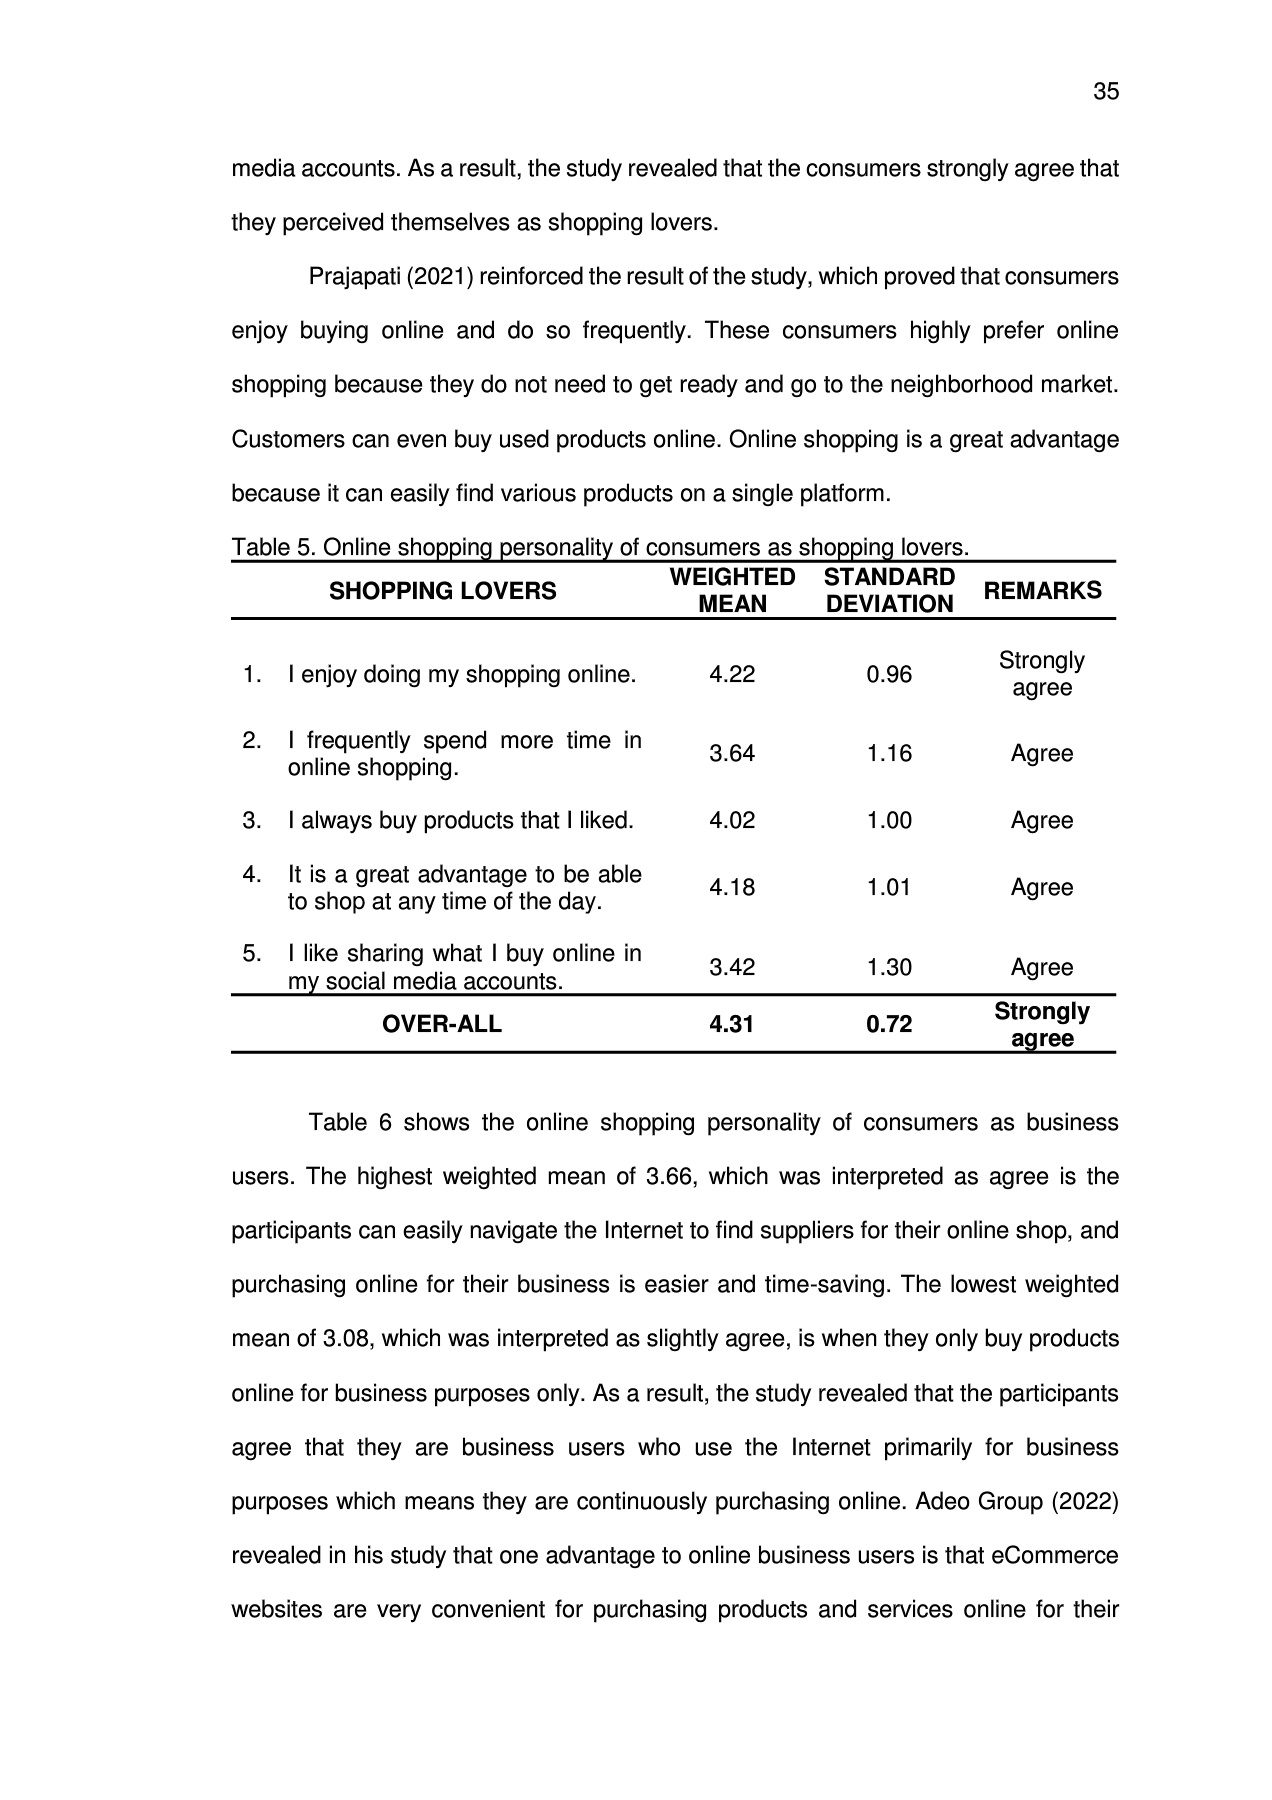 35
media accounts. As a result, the study revealed that the consumers strongly agree that
they perceived themselves as shopping lovers.
Prajapati (2021) reinforced the result of the study, which proved that consumers
enjoy buying online and do so frequently. These consumers highly prefer online
shopping because they do not need to get ready and go to the neighborhood market.
Customers can even buy used products online. Online shopping is a great advantage
because it can easily find various products on a single platform.
Table 5. Online shopping personality of consumers as shopping lovers.
SHOPPING LOVERS WEIGHTED MEAN STANDARD DEVIATION REMARKS
1. I enjoy doing my shopping online. 4.22 0.96 Strongly agree
2. I frequently spend more time in
online shopping. 3.64 1.16 Agree
3. I always buy products that I liked. 4.02 1.00 Agree
4. It is a great advantage to be able
to shop at any time of the day. 4.18 1.01 Agree
5. I like sharing what I buy online in
my social media accounts. 3.42 1.30 Agree
OVER-ALL 4.31 0.72 Strongly agree
Table 6 shows the online shopping personality of consumers as business
users. The highest weighted mean of 3.66, which was interpreted as agree is the
participants can easily navigate the Internet to find suppliers for their online shop, and
purchasing online for their business is easier and time-saving. The lowest weighted
mean of 3.08, which was interpreted as slightly agree, is when they only buy products
online for business purposes only. As a result, the study revealed that the participants
agree that they are business users who use the Internet primarily for business
purposes which means they are continuously purchasing online. Adeo Group (2022)
revealed in his study that one advantage to online business users is that eCommerce
websites are very convenient for purchasing products and services online for their